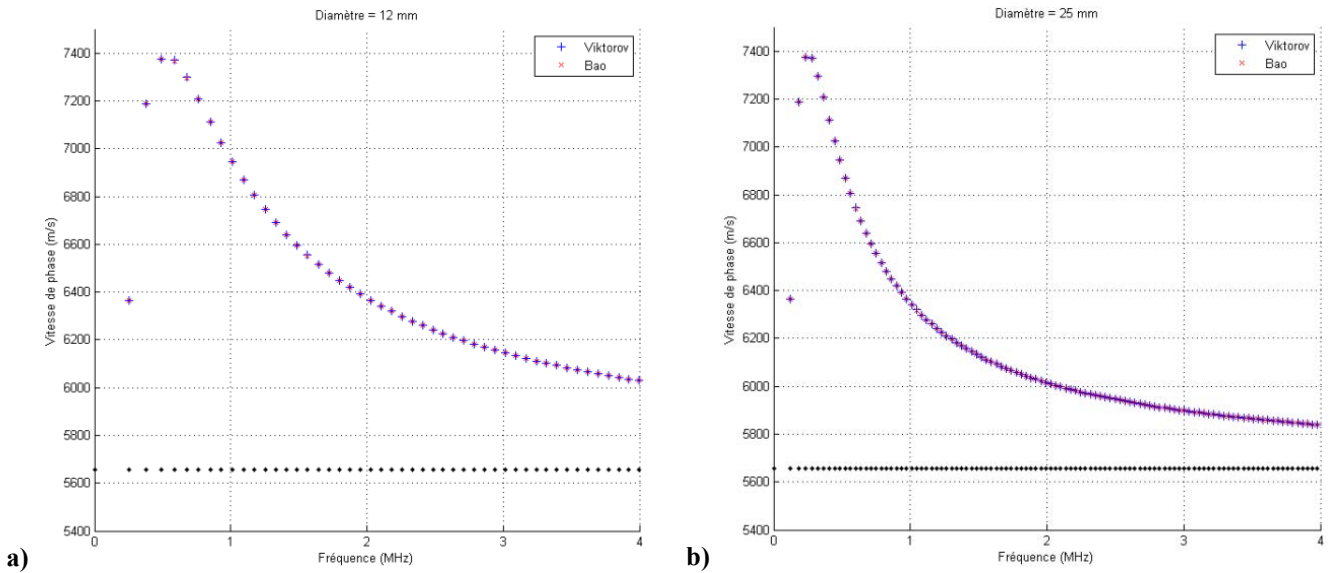 Diamètre = 12 mm
Viktorov
Bao
7400
7200
7000
6800
6600
6400
6200
6000
5800
5600
5400
Vitesse de phase (m/s)
0 1 2 3 4
Fréquence (MHz)
a)
Diamètre = 25 mm
Viktorov
Bao
7400
7200
7000
6800
6600
6400
6200
6000
5800
5600
5400
Vitesse de phase (m/s)
0 1 2 3 4
Fréquence (MHz)
b)